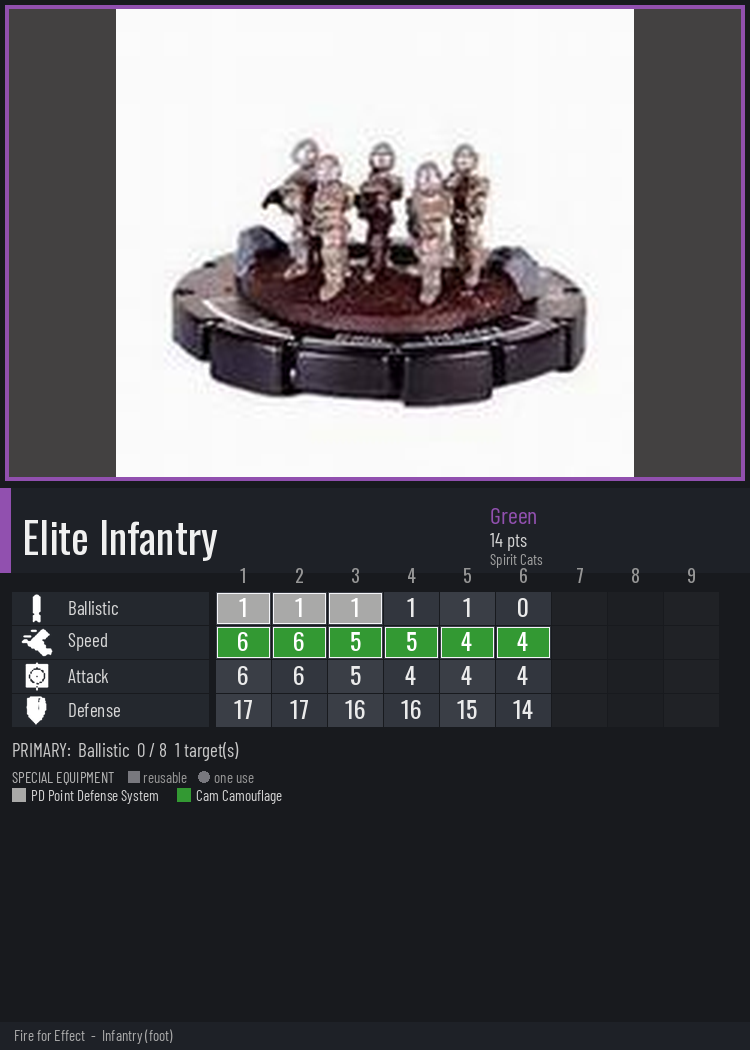 Elite Infantry
Green
14 pts
Spirit Cats
1 2 3 4 5 6 7 8 9
Ballistic 1 1 1 1 1 0
Speed 6 6 5 5 4 4
Attack 6 6 5 4 4 4
Defense 17 17 16 16 15 14
PRIMARY: Ballistic 0 / 8 1 target(s)
SPECIAL EQUIPMENT reusable one use
PD Point Defense System Cam Camouflage
Fire for Effect - Infantry (foot)